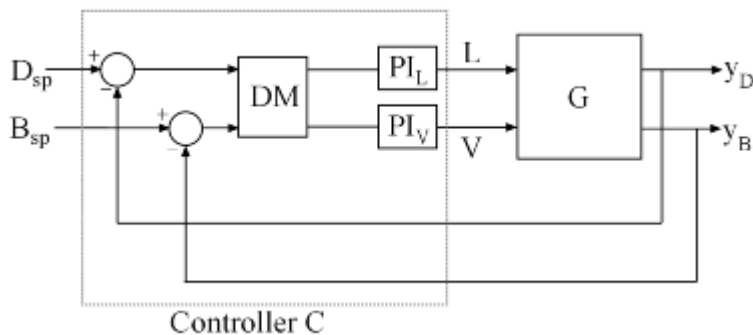 D_sp
B_sp
+
−
+
−
DM
PI_L
PI_V
L
V
G
y_D
y_B
Controller C